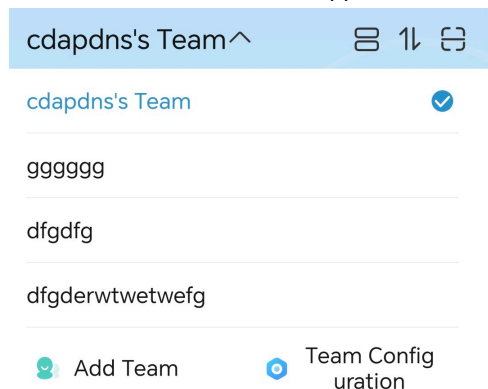 cdapdns's Team
cdapdns's Team
gggggg
dfgdfg
dfgderwtwetwefg
Add Team
Team Config
uration